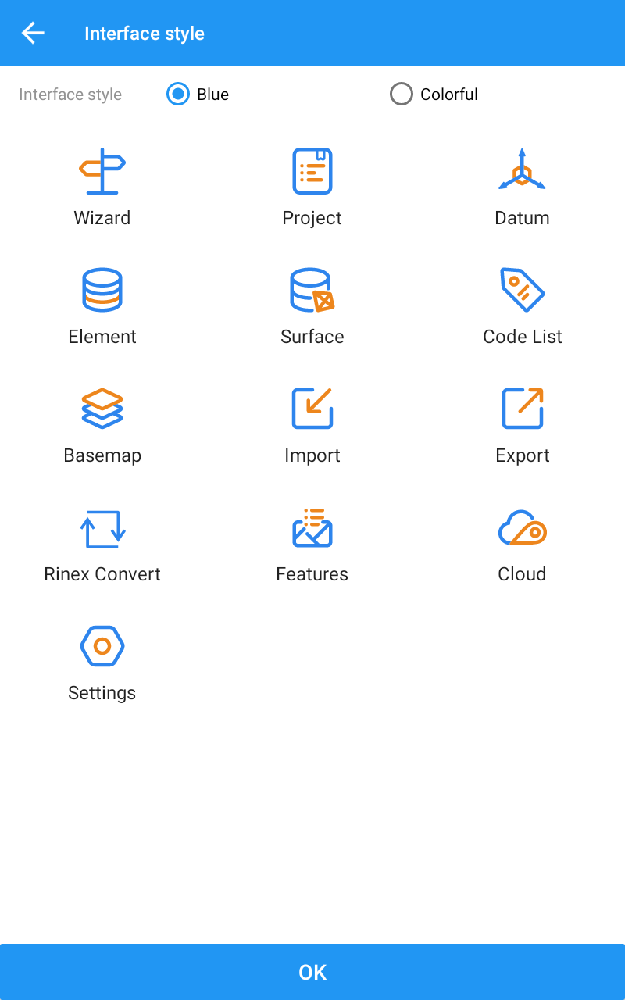 Interface style
Interface style Blue Colorful
Wizard Project Datum
Element Surface Code List
Basemap Import Export
Rinex Convert Features Cloud
Settings
OK